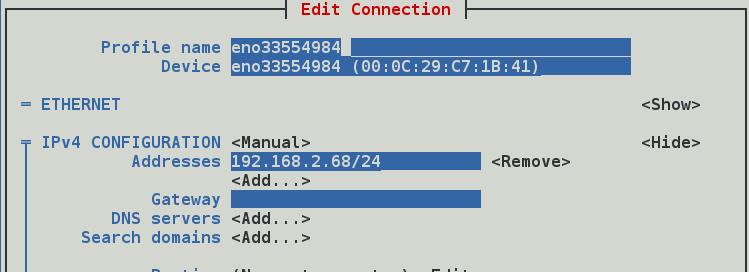 Edit Connection
Profile name eno33554984
Device eno33554984 (00:0C:29:C7:1B:41)
= ETHERNET <Show>
= IPv4 CONFIGURATION <Manual> <Hide>
Addresses 192.168.2.68/24 <Remove>
<Add...>
Gateway
DNS servers <Add...>
Search domains <Add...>